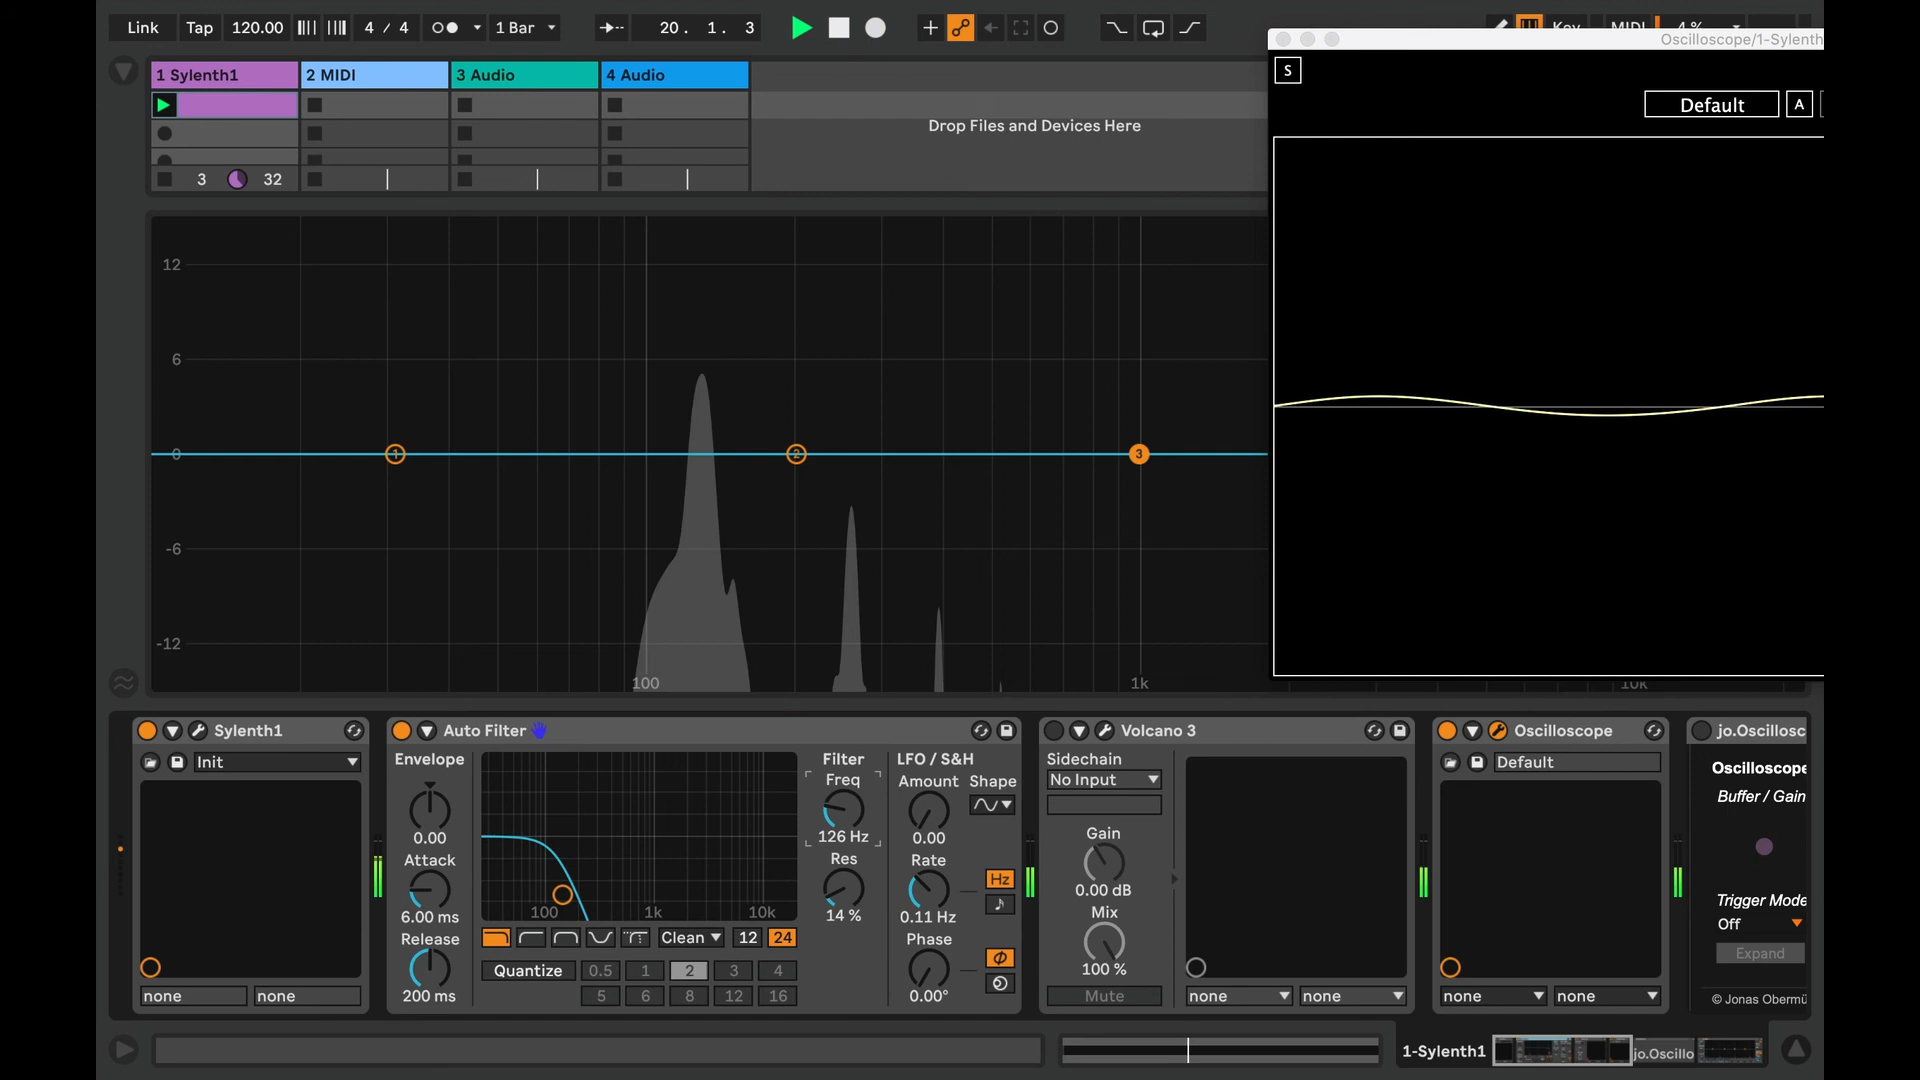 Link Tap 120.00 4 / 4 1 Bar 20. 1. 3 Key MIDI 4 %
Oscilloscope/1-Sylenth
S
Default A
1 Sylenth1 2 MIDI 3 Audio 4 Audio
Drop Files and Devices Here
3 32
12
6
0
-6
-12
1 2 3
100 1k 10k
Sylenth1
Init
none none
Auto Filter
Envelope
0.00
Attack
6.00 ms
Release
200 ms
100 1k 10k
Clean 12 24
Quantize 0.5 1 2 3 4
5 6 8 12 16
Filter
Freq
126 Hz
Res
14 %
LFO / S&H
Amount Shape
0.00
Rate
Hz
0.11 Hz
Phase
0.00°
Volcano 3
Sidechain
No Input
Gain
0.00 dB
Mix
100 %
Mute
none none
Oscilloscope
Default
none none
jo.Oscillosc
Oscilloscope
Buffer / Gain
Trigger Mode
Off
Expand
© Jonas Obermü
1-Sylenth1 jo.Oscillo